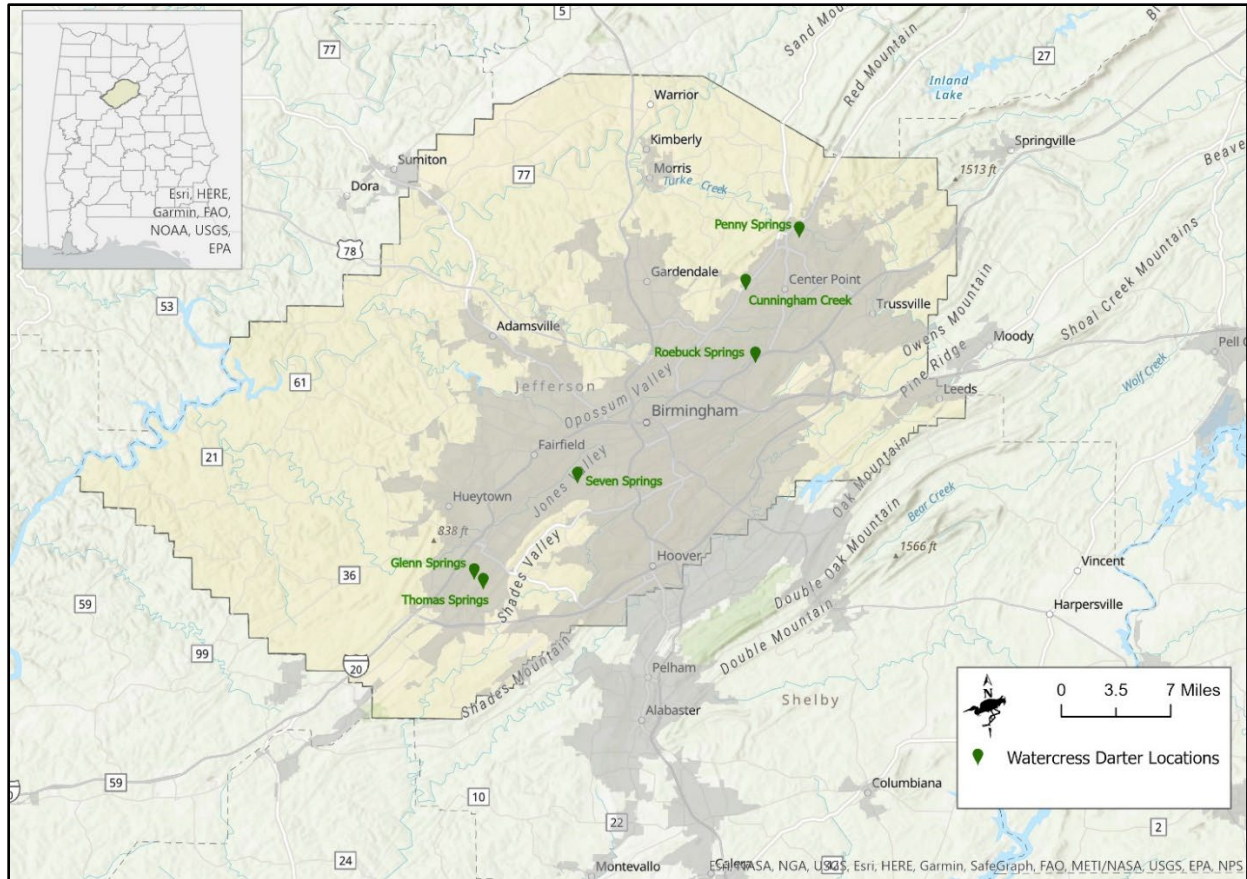 5
77
27
Sand Mou
Red Mountain
Bl
Inland
Lake
Warrior
Kimberly
Morris
Turke Creek
Springville
1513 ft
Beave
Sumiton
Dora
77
Esri, HERE,
Garmin, FAO,
NOAA, USGS,
EPA
78
53
Penny Springs
Gardendale
Center Point
Cunningham Creek
Trussville
Owens Mountain
Shoal Creek Mountains
Moody
Pine Ridge
Pell C
Adamsville
Roebuck Springs
61
Jefferson
Opossum Valley
Leeds
Wolf Creek
Birmingham
21
Fairfield
Jones Valley
Seven Springs
Hueytown
838 ft
Oak Mountain
Bear Creek
1566 ft
Double Oak Mountain
Double Mountain
Shades Valley
Hoover
Vincent
Glenn Springs
Thomas Springs
36
59
Harpersville
99
20
Shades Mountain
Pelham
Shelby
Alabaster
N
0 3.5 7 Miles
Watercress Darter Locations
59
10
Columbiana
22
2
24
Montevallo
Calera
Esri, NASA, NGA, USGS, Esri, HERE, Garmin, SafeGraph, FAO, METI/NASA, USGS, EPA, NPS